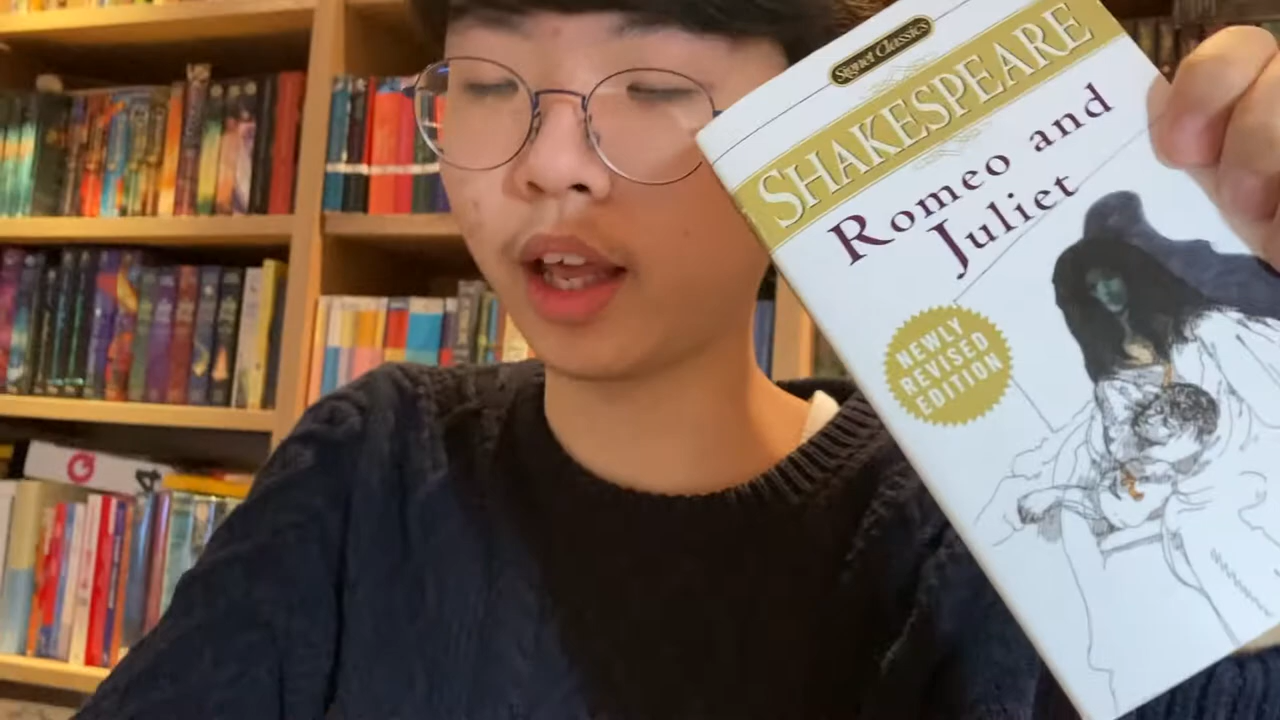 Signet Classics
SHAKESPEARE
Romeo and
Juliet
NEWLY
REVISED
EDITION